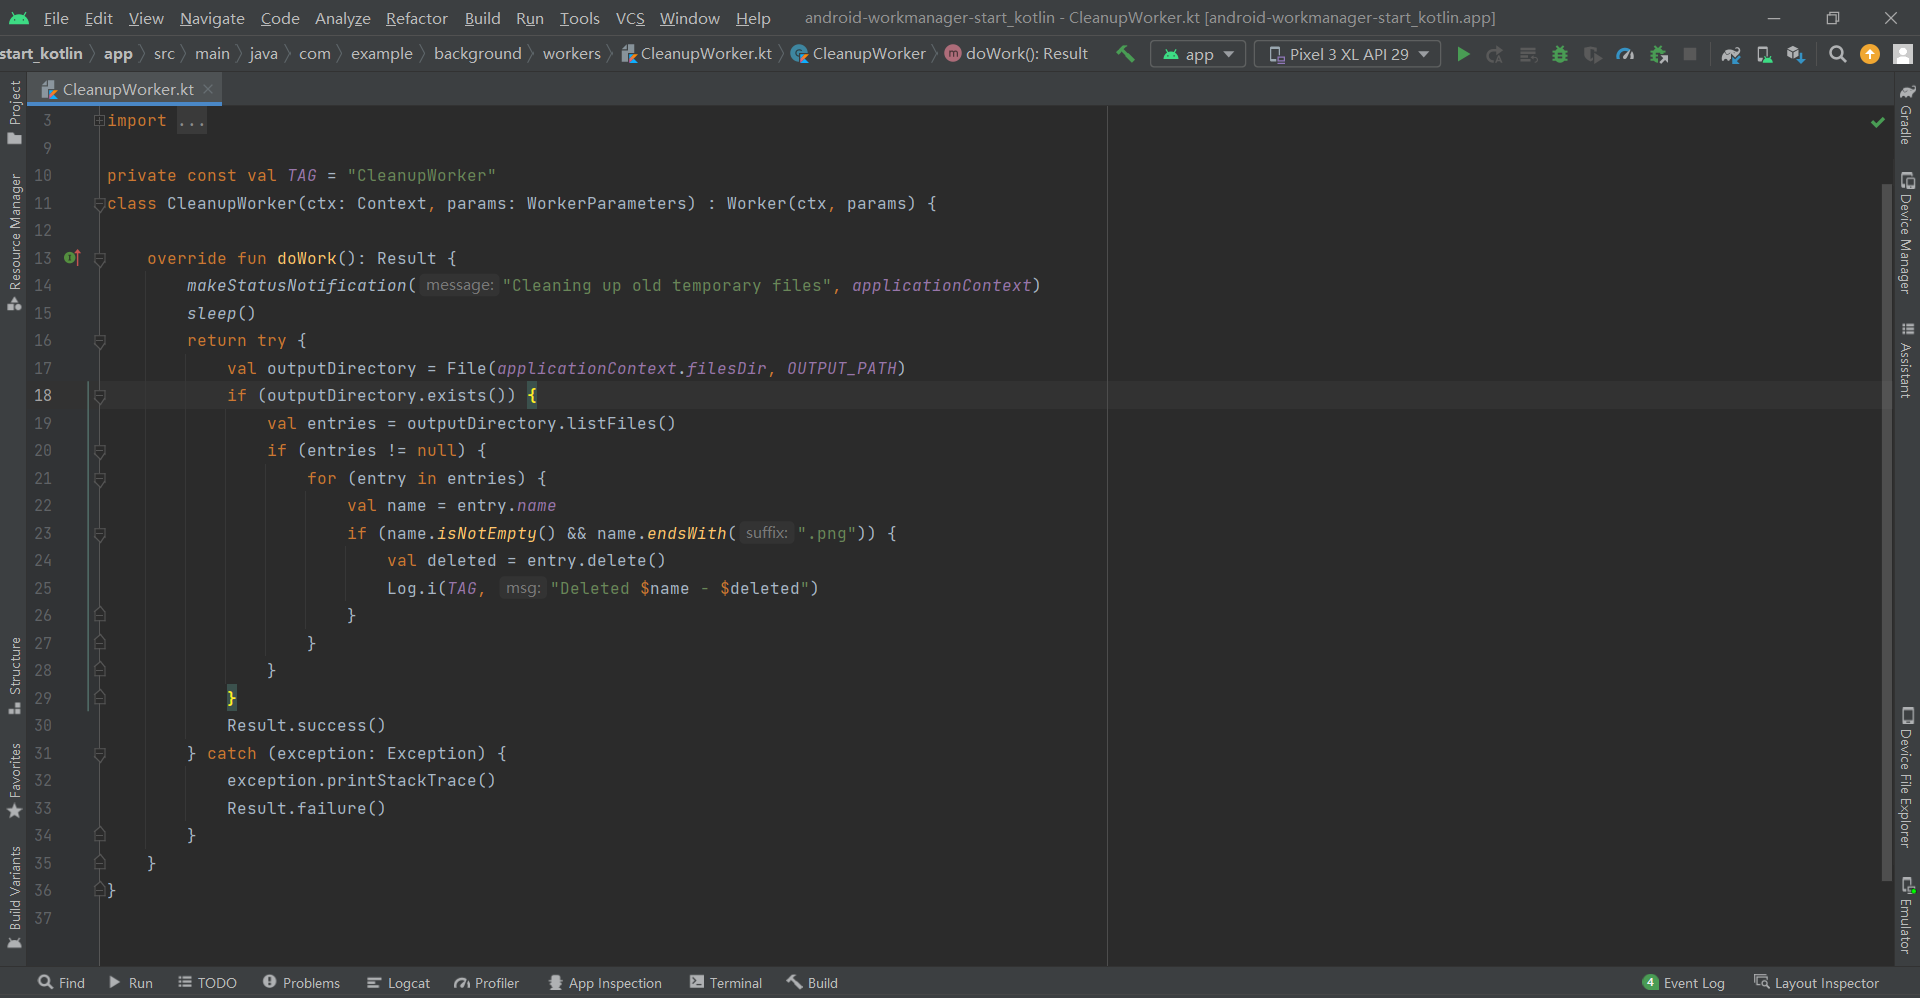 File Edit View Navigate Code Analyze Refactor Build Run Tools VCS Window Help android-workmanager-start_kotlin - CleanupWorker.kt [android-workmanager-start_kotlin.app]
start_kotlin app src main java com example background workers CleanupWorker.kt CleanupWorker m doWork(): Result app Pixel 3 XL API 29
CleanupWorker.kt
Project
Resource Manager
Structure
Favorites
Build Variants
3 import ...
9
10 private const val TAG = "CleanupWorker"
11 class CleanupWorker(ctx: Context, params: WorkerParameters) : Worker(ctx, params) {
12
13 override fun doWork(): Result {
14 makeStatusNotification( message: "Cleaning up old temporary files", applicationContext)
15 sleep()
16 return try {
17 val outputDirectory = File(applicationContext.filesDir, OUTPUT_PATH)
18 if (outputDirectory.exists()) {
19 val entries = outputDirectory.listFiles()
20 if (entries != null) {
21 for (entry in entries) {
22 val name = entry.name
23 if (name.isNotEmpty() && name.endsWith( suffix: ".png")) {
24 val deleted = entry.delete()
25 Log.i(TAG, msg: "Deleted $name - $deleted")
26 }
27 }
28 }
29 }
30 Result.success()
31 } catch (exception: Exception) {
32 exception.printStackTrace()
33 Result.failure()
34 }
35 }
36 }
37
Gradle
Device Manager
Assistant
Device File Explorer
Emulator
Find Run TODO Problems Logcat Profiler App Inspection Terminal Build 4 Event Log Layout Inspector